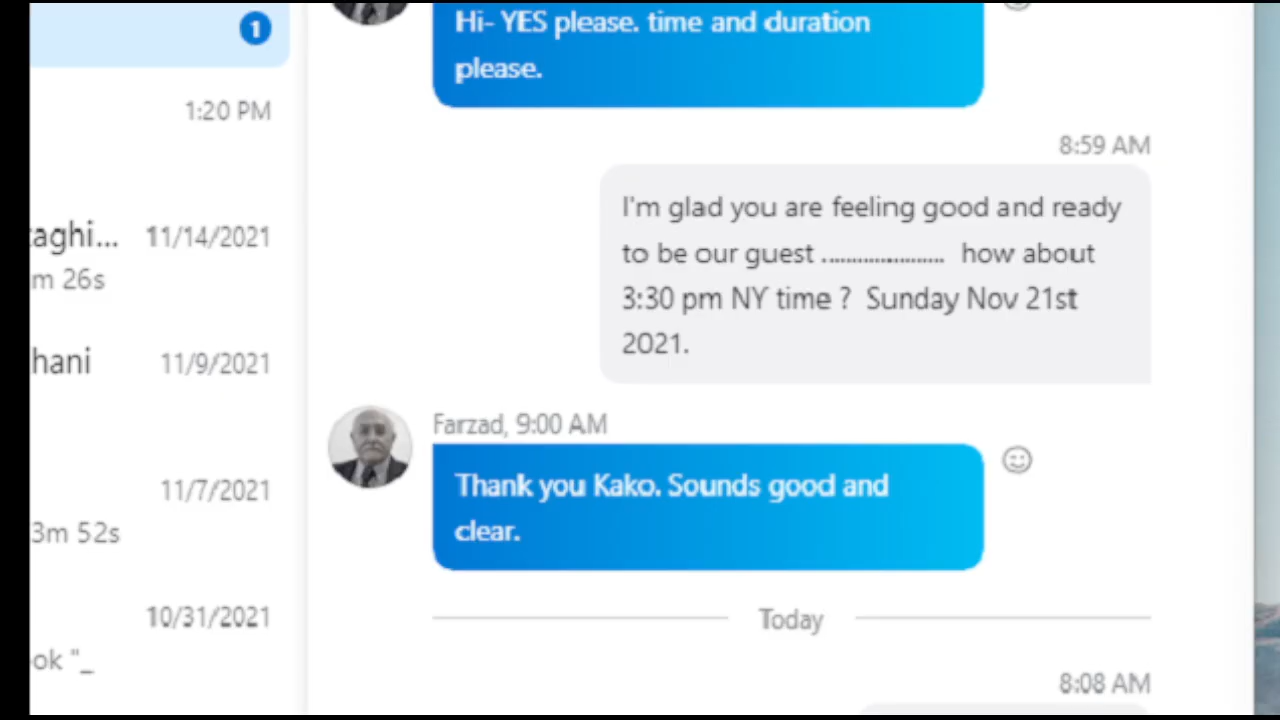 1
1:20 PM
11/14/2021
m 26s
hani
11/9/2021
11/7/2021
3m 52s
10/31/2021
ok "_
Hi- YES please. time and duration
please.
8:59 AM
I'm glad you are feeling good and ready
to be our guest ..................... how about
3:30 pm NY time ? Sunday Nov 21st
2021.
Farzad, 9:00 AM
Thank you Kako. Sounds good and
clear.
Today
8:08 AM